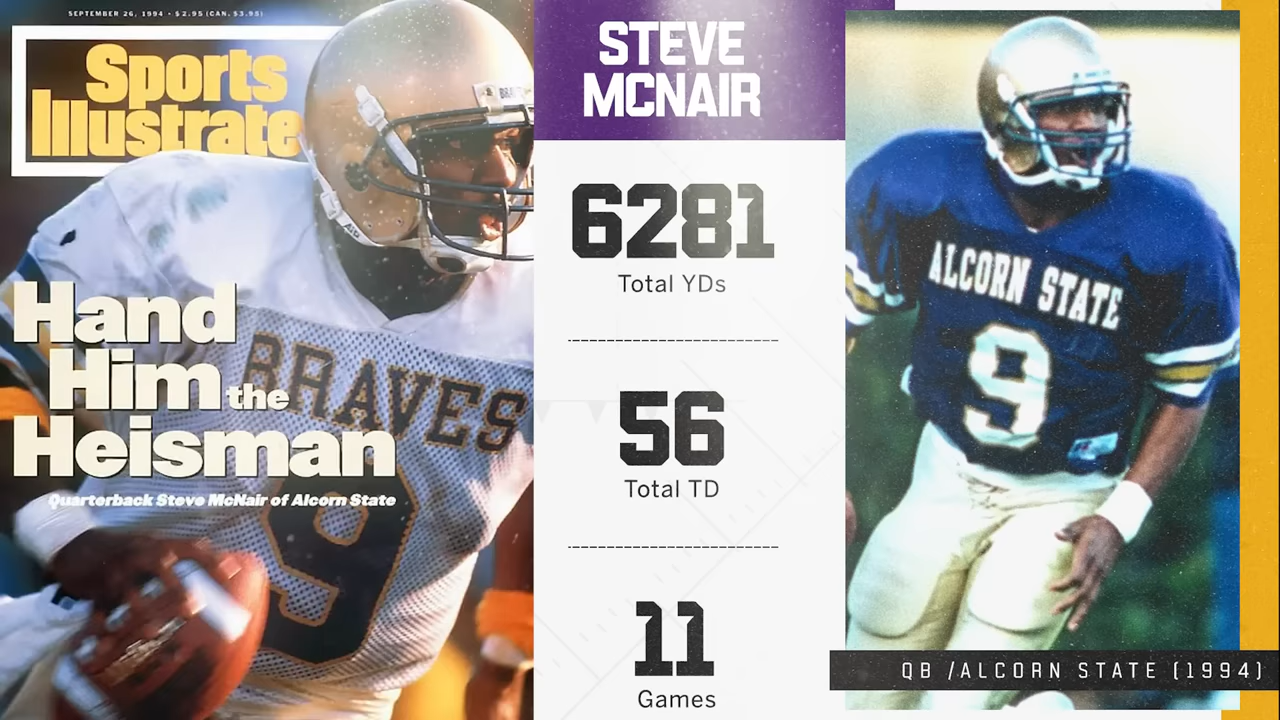 SEPTEMBER 26, 1994 • $2.95 (CAN. $3.95)
Sports
Illustrate
Hand
Him the
Heisman
Quarterback Steve McNair of Alcorn State
BRAVES
9
STEVE
MCNAIR
6281
Total YDs
56
Total TD
11
Games
ALCORN STATE
9
QB /ALCORN STATE (1994)